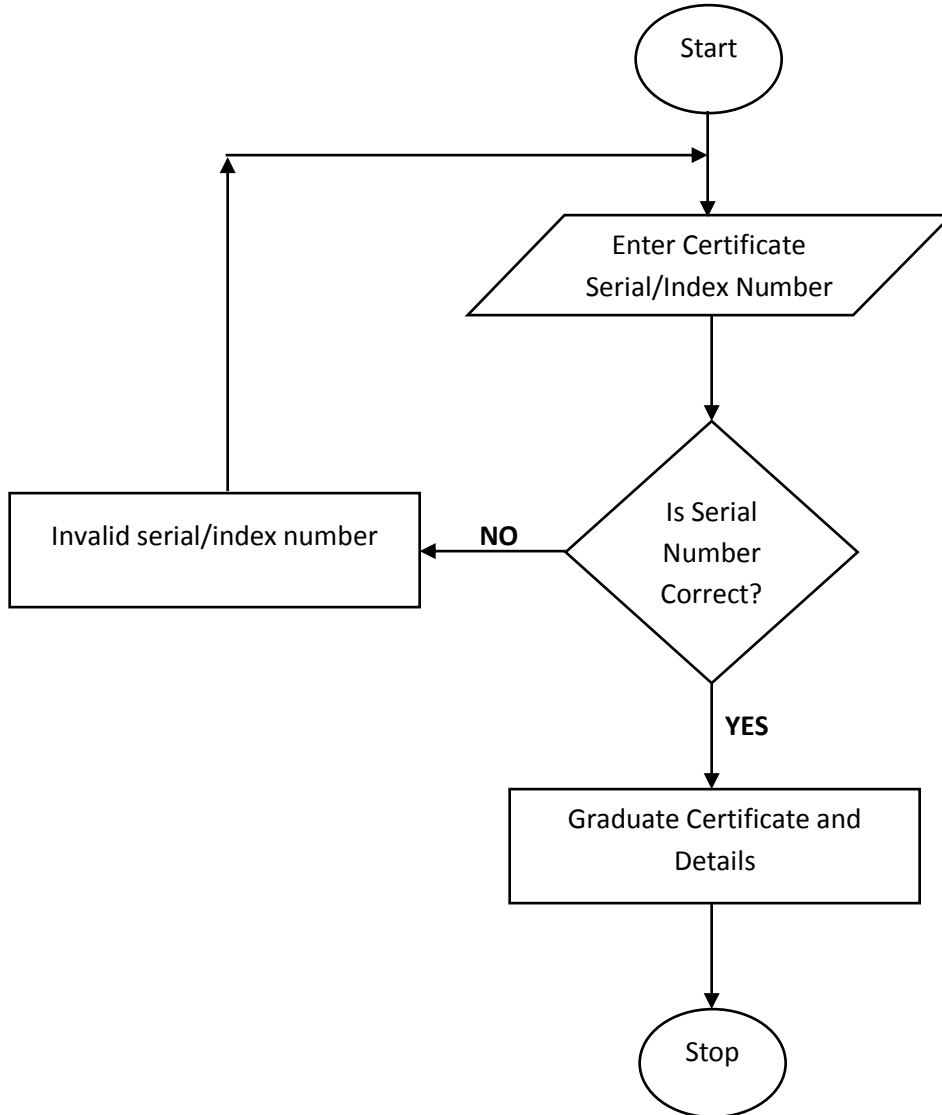 Start
Enter Certificate
Serial/Index Number
Is Serial
Number
Correct?
NO
Invalid serial/index number
YES
Graduate Certificate and
Details
Stop